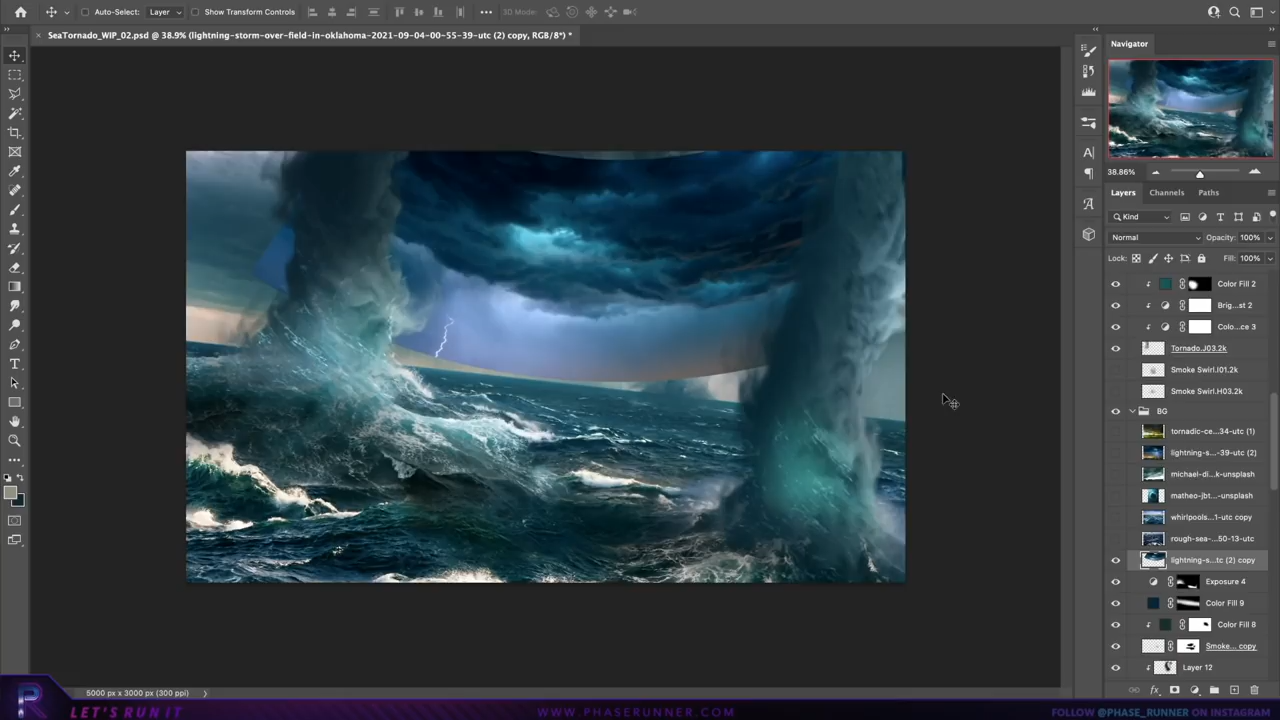 Auto-Select:
Layer
Show Transform Controls
3D Mode:
SeaTornado_WIP_02.psd @ 38.9% (lightning-storm-over-field-in-oklahoma-2021-09-04-00-55-39-utc (2) copy, RGB/8*) *
Navigator
38.86%
Layers
Channels
Paths
Kind
Normal
Opacity: 100%
Lock:
Fill: 100%
Color Fill 2
Brig...st 2
Colo...ce 3
Tornado.J03.2k
Smoke Swirl.I01.2k
Smoke Swirl.H03.2k
BG
tornadic-ce...34-utc (1)
lightning-s...-39-utc (2)
michael-di...k-unsplash
matheo-jbt...-unsplash
whirlpools...1-utc copy
rough-sea-...50-13-utc
lightning-s...tc (2) copy
Exposure 4
Color Fill 9
Color Fill 8
Smoke... copy
Layer 12
5000 px x 3000 px (300 ppi)
LET'S RUN IT
WWW.PHASERUNNER.COM
FOLLOW @PHASE_RUNNER ON INSTAGRAM